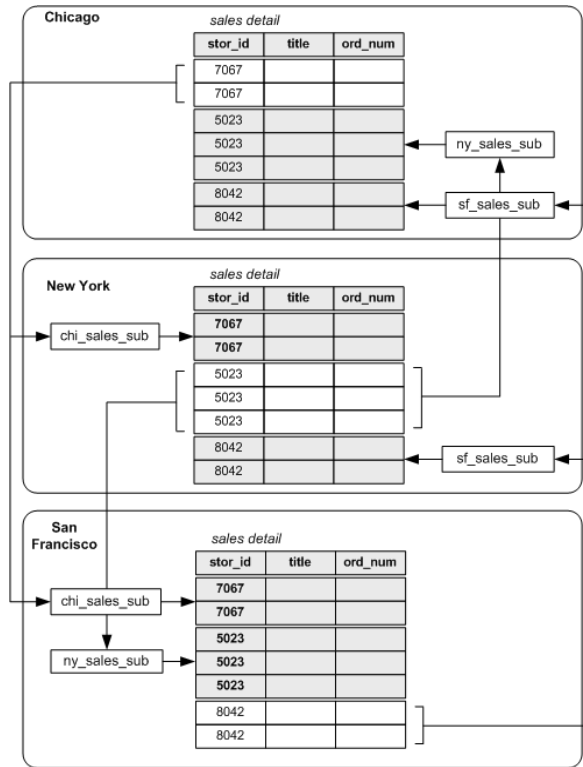 Chicago
sales detail
stor_id title ord_num
7067
7067
5023
5023
ny_sales_sub
5023
8042
sf_sales_sub
8042
New York
sales detail
stor_id title ord_num
7067
chi_sales_sub
7067
5023
5023
5023
8042
sf_sales_sub
8042
San
Francisco
sales detail
stor_id title ord_num
7067
chi_sales_sub
7067
5023
ny_sales_sub
5023
5023
8042
8042